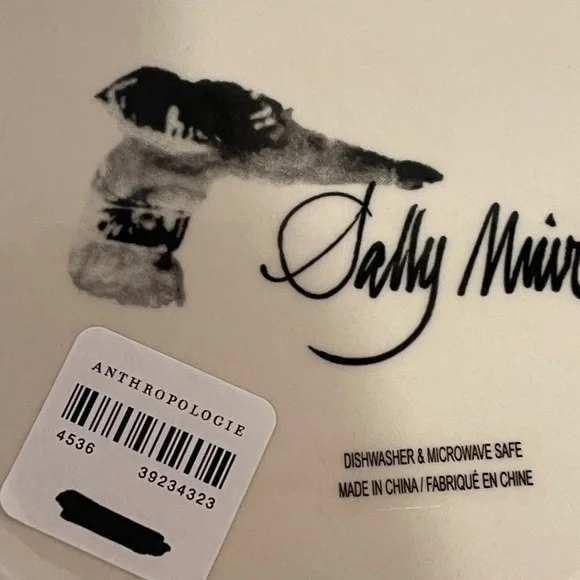 Sally Muir
ANTHROPOLOGIE
4536
39234323
DISHWASHER & MICROWAVE SAFE
MADE IN CHINA / FABRIQUÉ EN CHINE